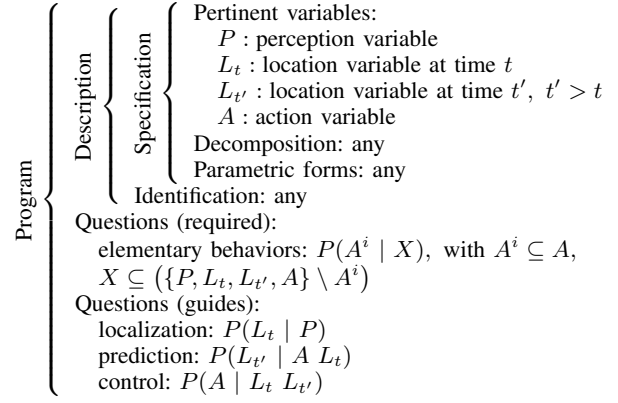 Program
Description
Specification
Pertinent variables:
P : perception variable
L_t : location variable at time t
L_{t'} : location variable at time t', t' > t
A : action variable
Decomposition: any
Parametric forms: any
Identification: any
Questions (required):
elementary behaviors: P(A^i | X), with A^i ⊆ A,
X ⊆ ({P, L_t, L_{t'}, A} \ A^i)
Questions (guides):
localization: P(L_t | P)
prediction: P(L_{t'} | A L_t)
control: P(A | L_t L_{t'})